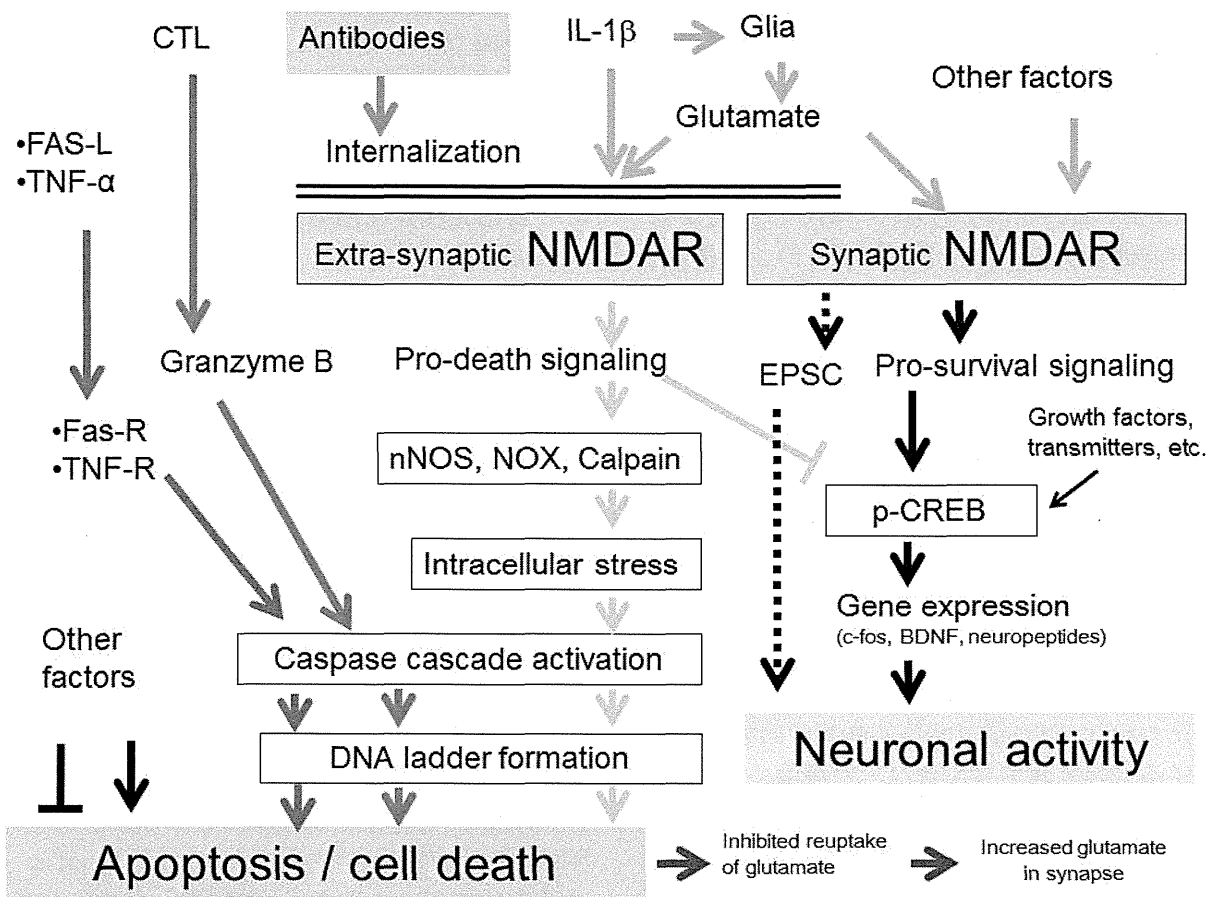 CTL
Antibodies
IL-1β
Glia
Other factors
•FAS-L
•TNF-α
Internalization
Glutamate
Extra-synaptic NMDAR
Synaptic NMDAR
Granzyme B
Pro-death signaling
EPSC
Pro-survival signaling
•Fas-R
•TNF-R
nNOS, NOX, Calpain
Growth factors,
transmitters, etc.
p-CREB
Intracellular stress
Gene expression
(c-fos, BDNF, neuropeptides)
Other
factors
Caspase cascade activation
DNA ladder formation
Neuronal activity
Apoptosis / cell death
Inhibited reuptake
of glutamate
Increased glutamate
in synapse